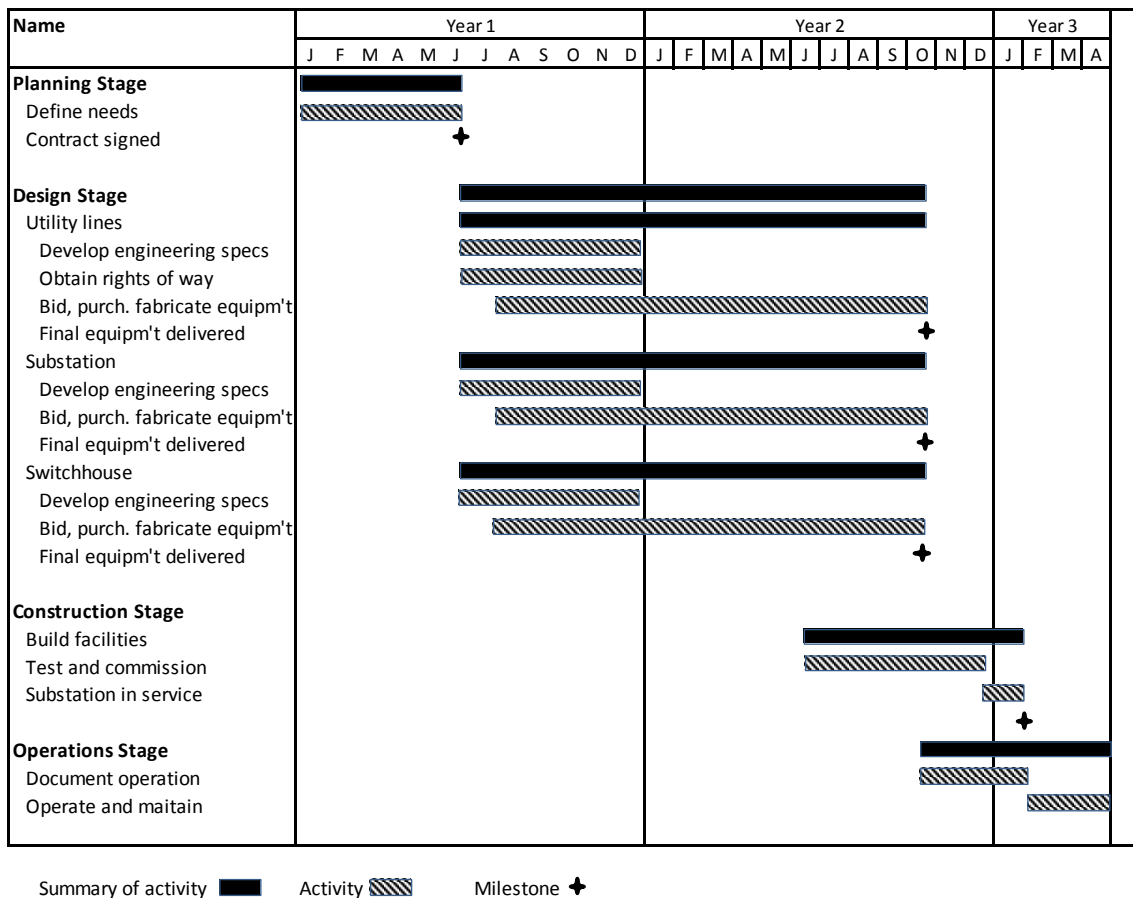 Name Year 1 Year 2 Year 3
J F M A M J J A S O N D J F M A M J J A S O N D J F M A
Planning Stage
Define needs
Contract signed
Design Stage
Utility lines
Develop engineering specs
Obtain rights of way
Bid, purch. fabricate equipm't
Final equipm't delivered
Substation
Develop engineering specs
Bid, purch. fabricate equipm't
Final equipm't delivered
Switchhouse
Develop engineering specs
Bid, purch. fabricate equipm't
Final equipm't delivered
Construction Stage
Build facilities
Test and commission
Substation in service
Operations Stage
Document operation
Operate and maitain
Summary of activity Activity Milestone